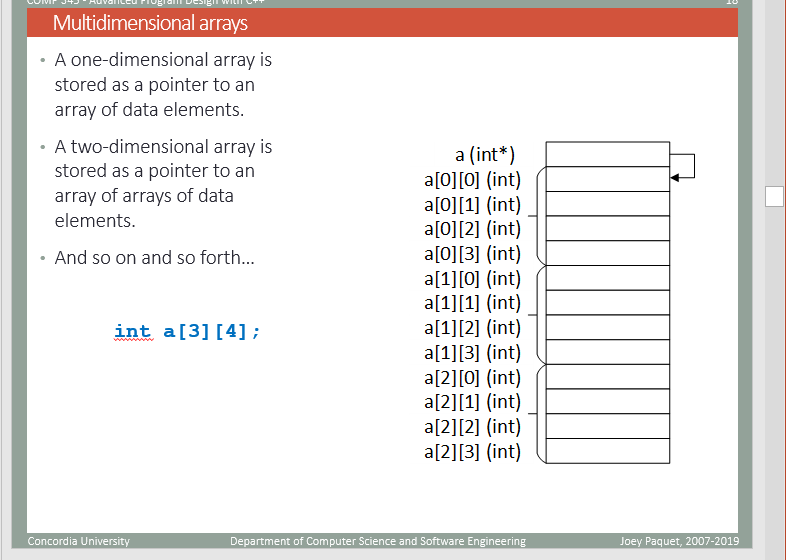 COMP 345 - Advanced Program Design with C++
18
Multidimensional arrays
• A one-dimensional array is
stored as a pointer to an
array of data elements.
• A two-dimensional array is
stored as a pointer to an
array of arrays of data
elements.
• And so on and so forth...
int a[3][4];
a (int*)
a[0][0] (int)
a[0][1] (int)
a[0][2] (int)
a[0][3] (int)
a[1][0] (int)
a[1][1] (int)
a[1][2] (int)
a[1][3] (int)
a[2][0] (int)
a[2][1] (int)
a[2][2] (int)
a[2][3] (int)
Concordia University
Department of Computer Science and Software Engineering
Joey Paquet, 2007-2019